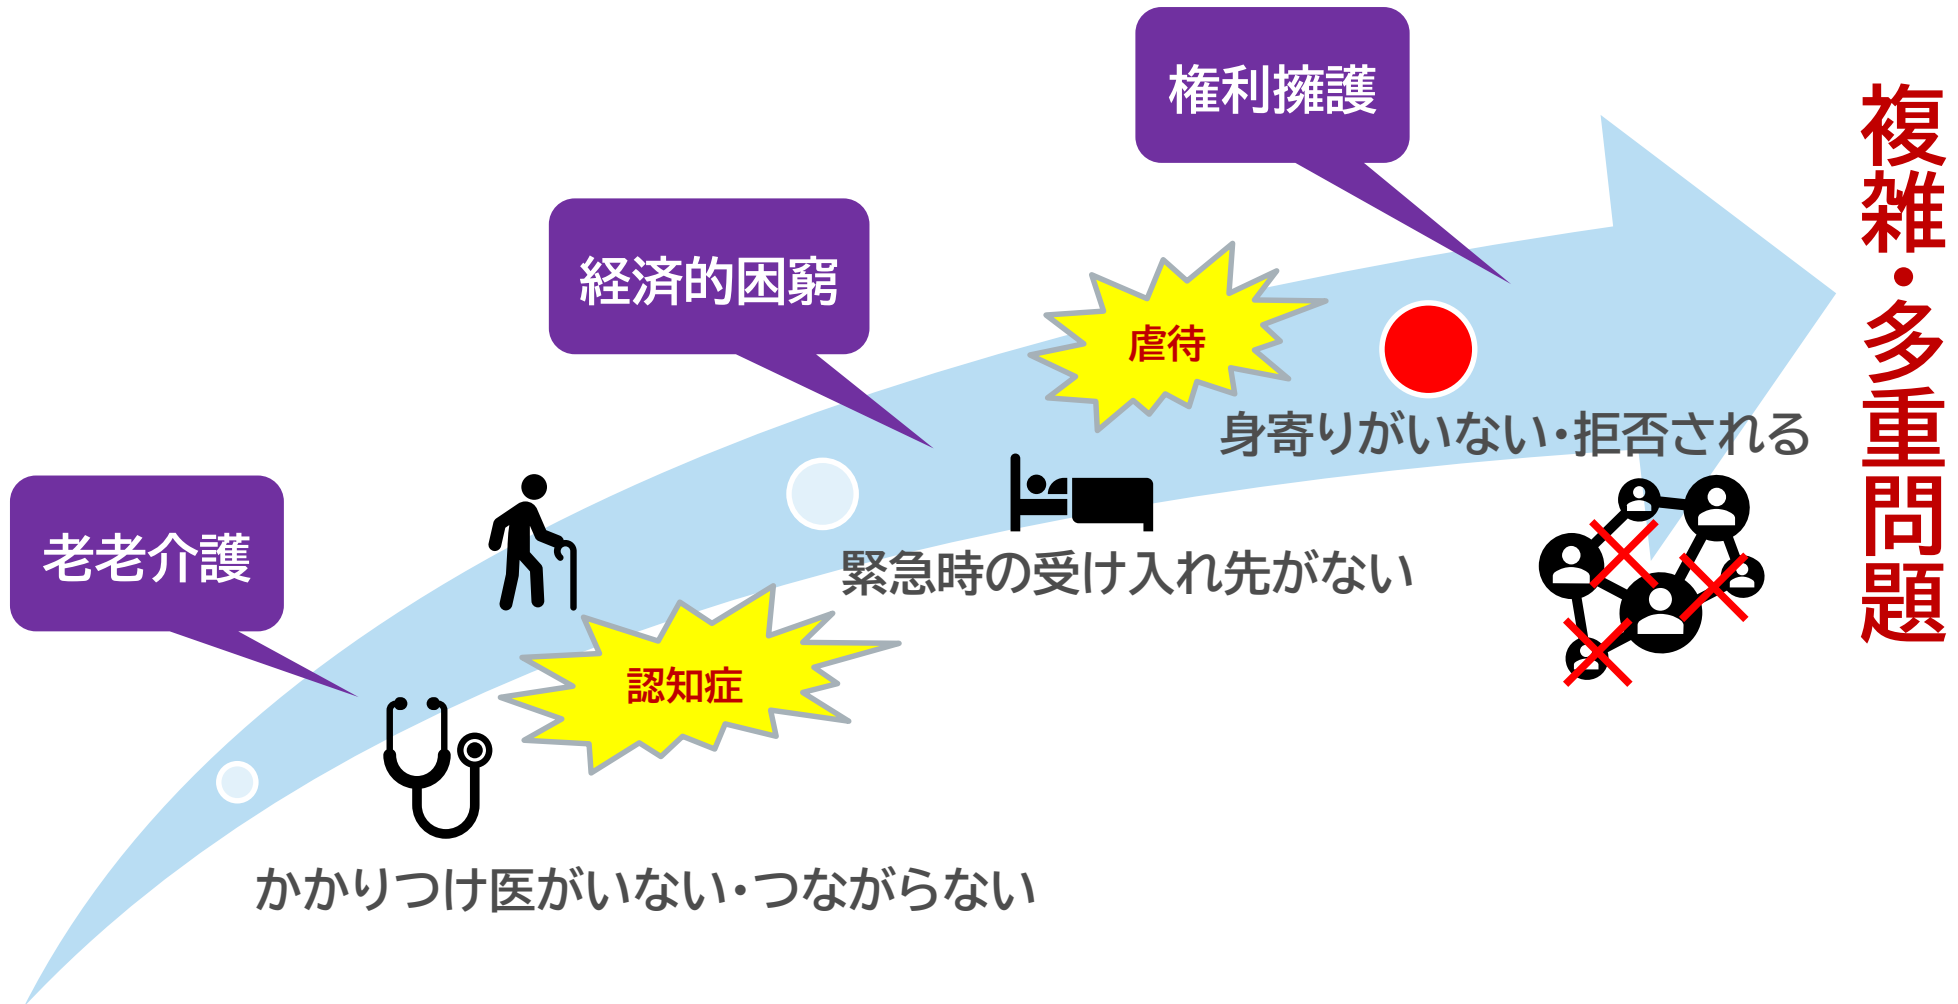 権利擁護
経済的困窮
虐待
身寄りがいない・拒否される
老老介護
緊急時の受け入れ先がない
認知症
かかりつけ医がいない・つながらない
複雑・多重問題